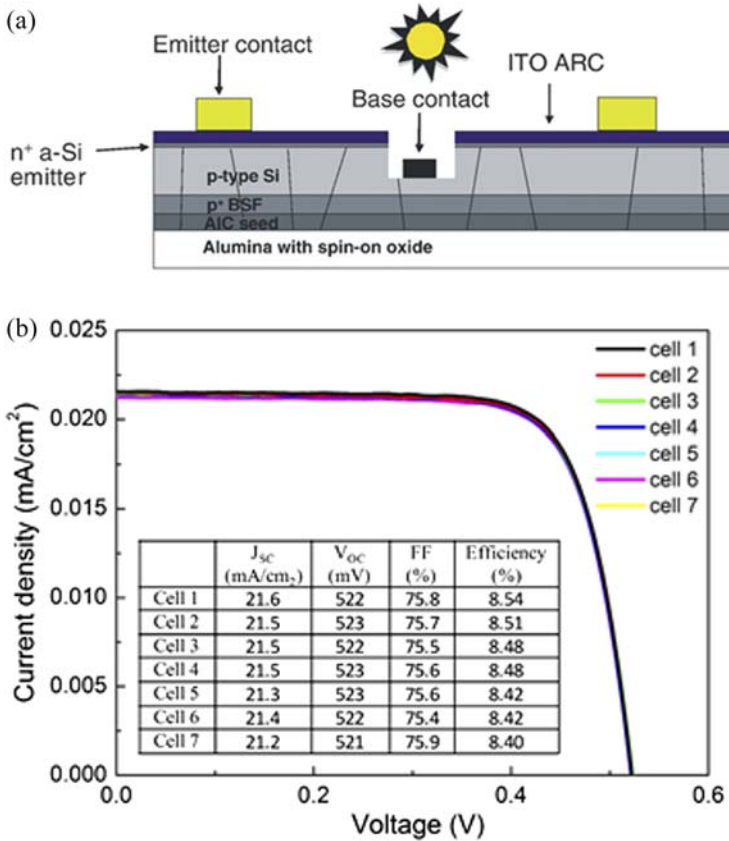 (a)
Emitter contact
ITO ARC
Base contact
n⁺ a-Si
emitter
p-type Si
p⁺ BSF
AIC seed
Alumina with spin-on oxide
(b)
0.025
0.020
0.015
0.010
0.005
0.000
Current density (mA/cm²)
cell 1
cell 2
cell 3
cell 4
cell 5
cell 6
cell 7
J_SC V_OC FF Efficiency
(mA/cm₂) (mV) (%) (%)
Cell 1 21.6 522 75.8 8.54
Cell 2 21.5 523 75.7 8.51
Cell 3 21.5 522 75.5 8.48
Cell 4 21.5 523 75.6 8.48
Cell 5 21.3 523 75.6 8.42
Cell 6 21.4 522 75.4 8.42
Cell 7 21.2 521 75.9 8.40
0.0 0.2 0.4 0.6
Voltage (V)